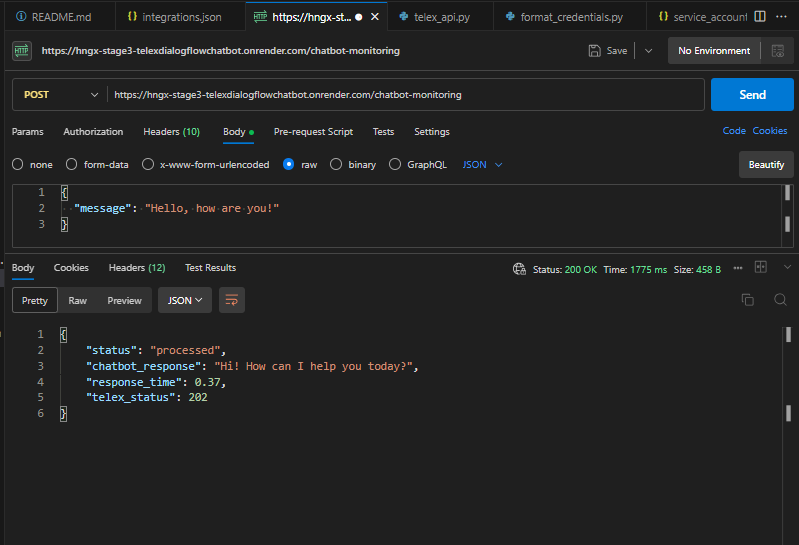 README.md
{} integrations.json
HTTP https://hngx-st...
telex_api.py
format_credentials.py
{} service_account
...
HTTP https://hngx-stage3-telexdialogflowchatbot.onrender.com/chatbot-monitoring
Save
No Environment
POST
https://hngx-stage3-telexdialogflowchatbot.onrender.com/chatbot-monitoring
Send
Params Authorization Headers (10) Body Pre-request Script Tests Settings
Code Cookies
none form-data x-www-form-urlencoded raw binary GraphQL JSON
Beautify
1 {
2 "message": "Hello, how are you!"
3 }
Body Cookies Headers (12) Test Results
Status: 200 OK Time: 1775 ms Size: 458 B
...
Pretty Raw Preview JSON
1 {
2 "status": "processed",
3 "chatbot_response": "Hi! How can I help you today?",
4 "response_time": 0.37,
5 "telex_status": 202
6 }